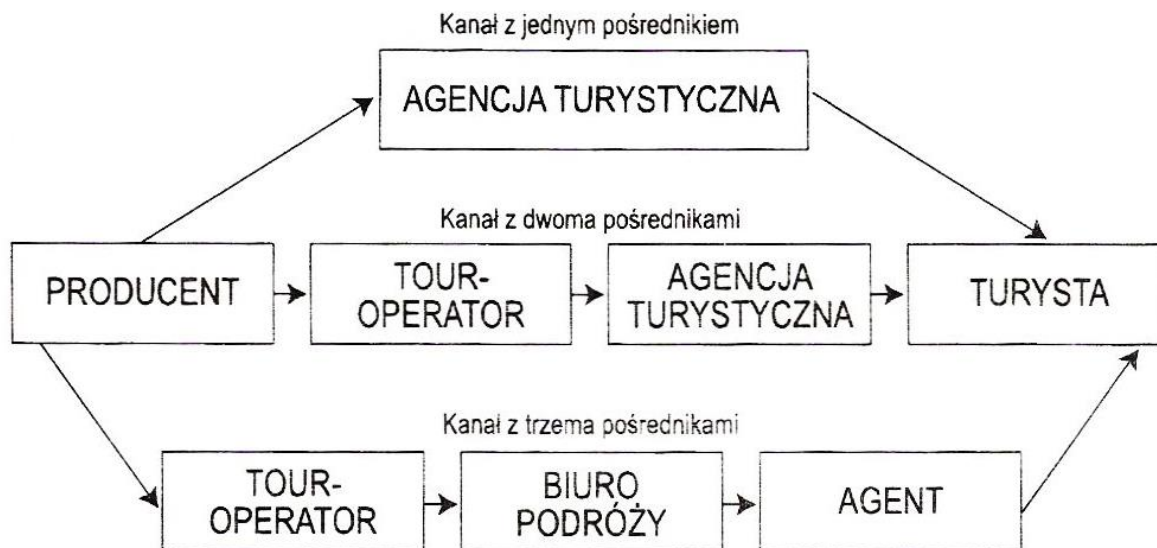 Kanał z jednym pośrednikiem
AGENCJA TURYSTYCZNA
Kanał z dwoma pośrednikami
PRODUCENT
TOUR-
OPERATOR
AGENCJA
TURYSTYCZNA
TURYSTA
Kanał z trzema pośrednikami
TOUR-
OPERATOR
BIURO
PODRÓŻY
AGENT